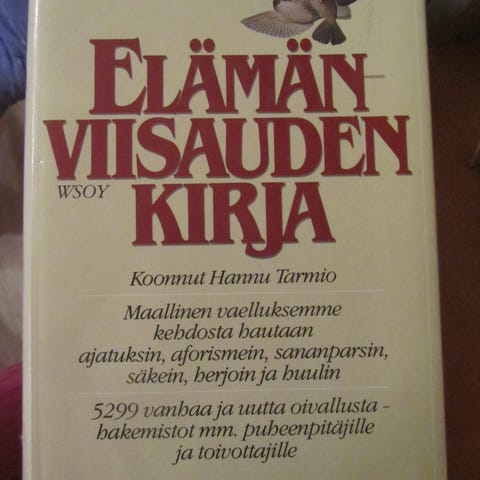 ELÄMÄN-
VIISAUDEN
WSOY KIRJA
Koonnut Hannu Tarmio
Maallinen vaelluksemme
kehdosta hautaan
ajatuksin, aforismein, sananparsin,
säkein, herjoin ja huulin
5299 vanhaa ja uutta oivallusta -
hakemistot mm. puheenpitäjille
ja toivottajille